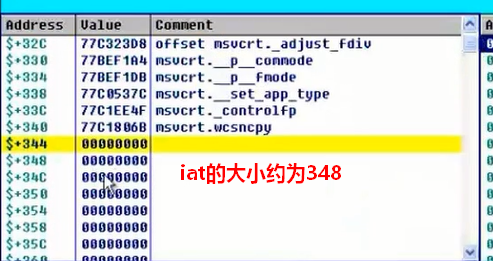 Address Value Comment
$+32C 77C323D8 offset msvcrt._adjust_fdiv
$+330 77BEF1A4 msvcrt.__p__commode
$+334 77BEF1DB msvcrt.__p__fmode
$+338 77C0537C msvcrt.__set_app_type
$+33C 77C1EE4F msvcrt._controlfp
$+340 77C1806B msvcrt.wcsncpy
$+344 00000000
$+348 00000000
$+34C 00000000
iat的大小约为348
$+350 00000000
$+354 00000000
$+358 00000000
$+35C 00000000
$+360 00000000